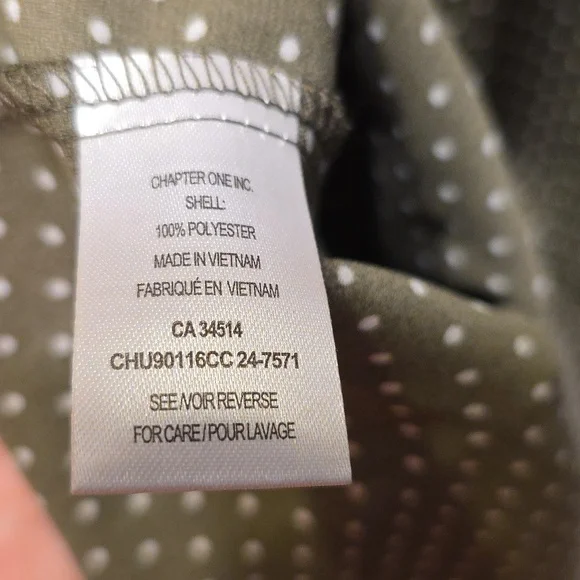 CHAPTER ONE INC.
SHELL:
100% POLYESTER
MADE IN VIETNAM
FABRIQUÉ EN VIETNAM
CA 34514
CHU90116CC 24-7571
SEE/VOIR REVERSE
FOR CARE/POUR LAVAGE